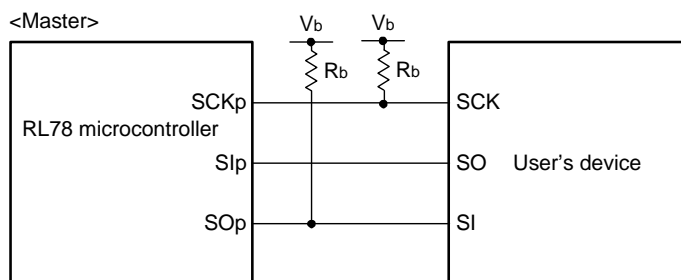 <Master>
Vb Vb
Rb Rb
SCKp SCK
RL78 microcontroller
SIp SO User's device
SOp SI